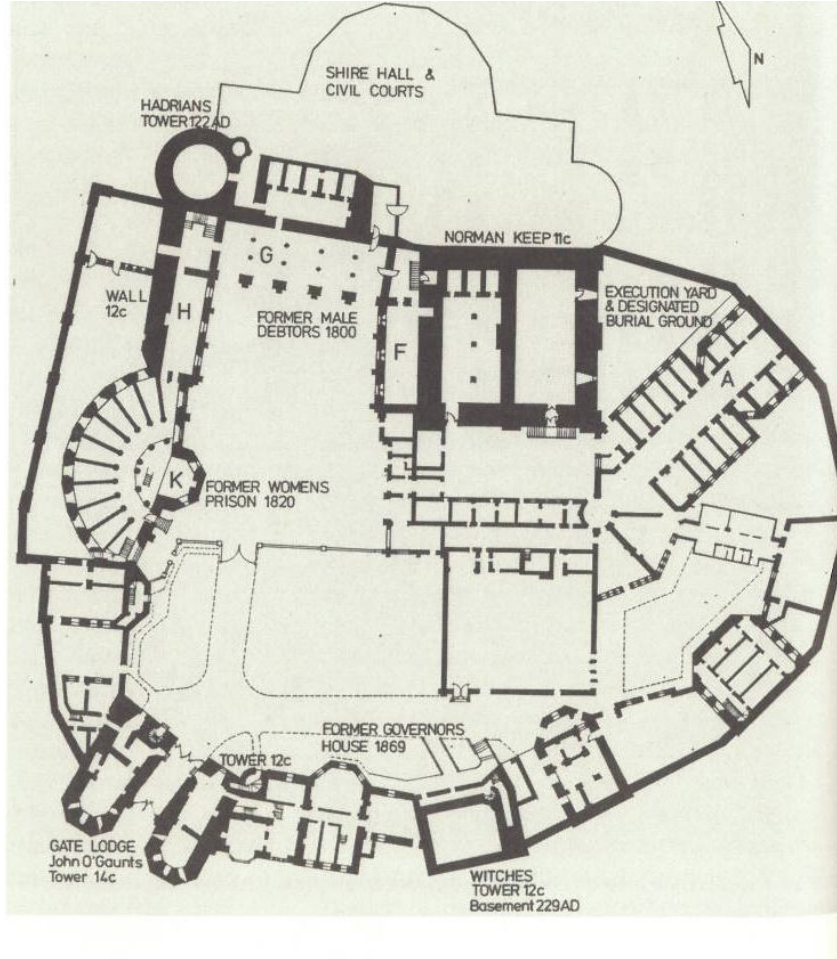 SHIRE HALL &
CIVIL COURTS
N
HADRIANS
TOWER 122AD
NORMAN KEEP 11c
G
WALL
12c
H
FORMER MALE
DEBTORS 1800
F
EXECUTION YARD
& DESIGNATED
BURIAL GROUND
A
K
FORMER WOMENS
PRISON 1820
FORMER GOVERNORS
HOUSE 1869
TOWER 12c
GATE LODGE
John O'Gaunts
Tower 14c
WITCHES
TOWER 12c
Basement 229AD